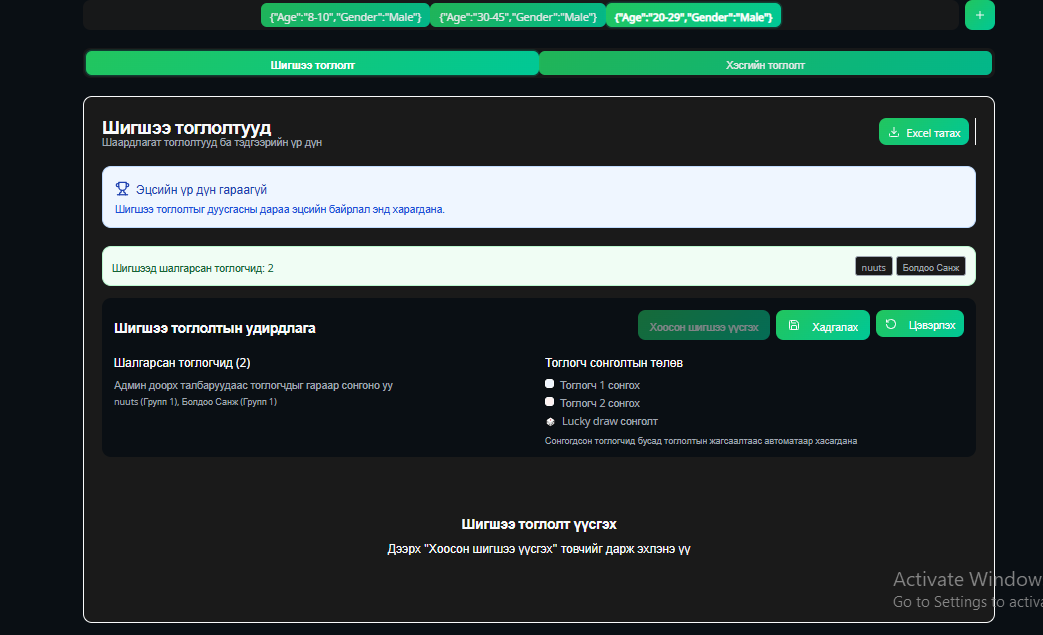 {"Age":"8-10","Gender":"Male"} {"Age":"30-45","Gender":"Male"} {"Age":"20-29","Gender":"Male"} +
Шигшээ тоглолт Хэсгийн тоглолт
Шигшээ тоглолтууд
Шаардлагат тоглолтууд ба тэдгээрийн үр дүн
Excel татах
Эцсийн үр дүн гараагүй
Шигшээ тоглолтыг дуусгасны дараа эцсийн байрлал энд харагдана.
Шигшээд шалгарсан тоглогчид: 2 nuuts Болдоо Санж
Шигшээ тоглолтын удирдлага Хоосон шигшээ үүсгэх Хадгалах Цэвэрлэх
Шалгарсан тоглогчид (2)
Админ доорх талбаруудаас тоглогчдыг гараар сонгоно уу
nuuts (Групп 1), Болдоо Санж (Групп 1)
Тоглогч сонголтын төлөв
Тоглогч 1 сонгох
Тоглогч 2 сонгох
Lucky draw сонголт
Сонгогдсон тоглогчид бусад тоглолтын жагсаалтаас автоматаар хасагдана
Шигшээ тоглолт үүсгэх
Дээрх "Хоосон шигшээ үүсгэх" товчийг дарж эхлэнэ үү
Activate Window
Go to Settings to activa